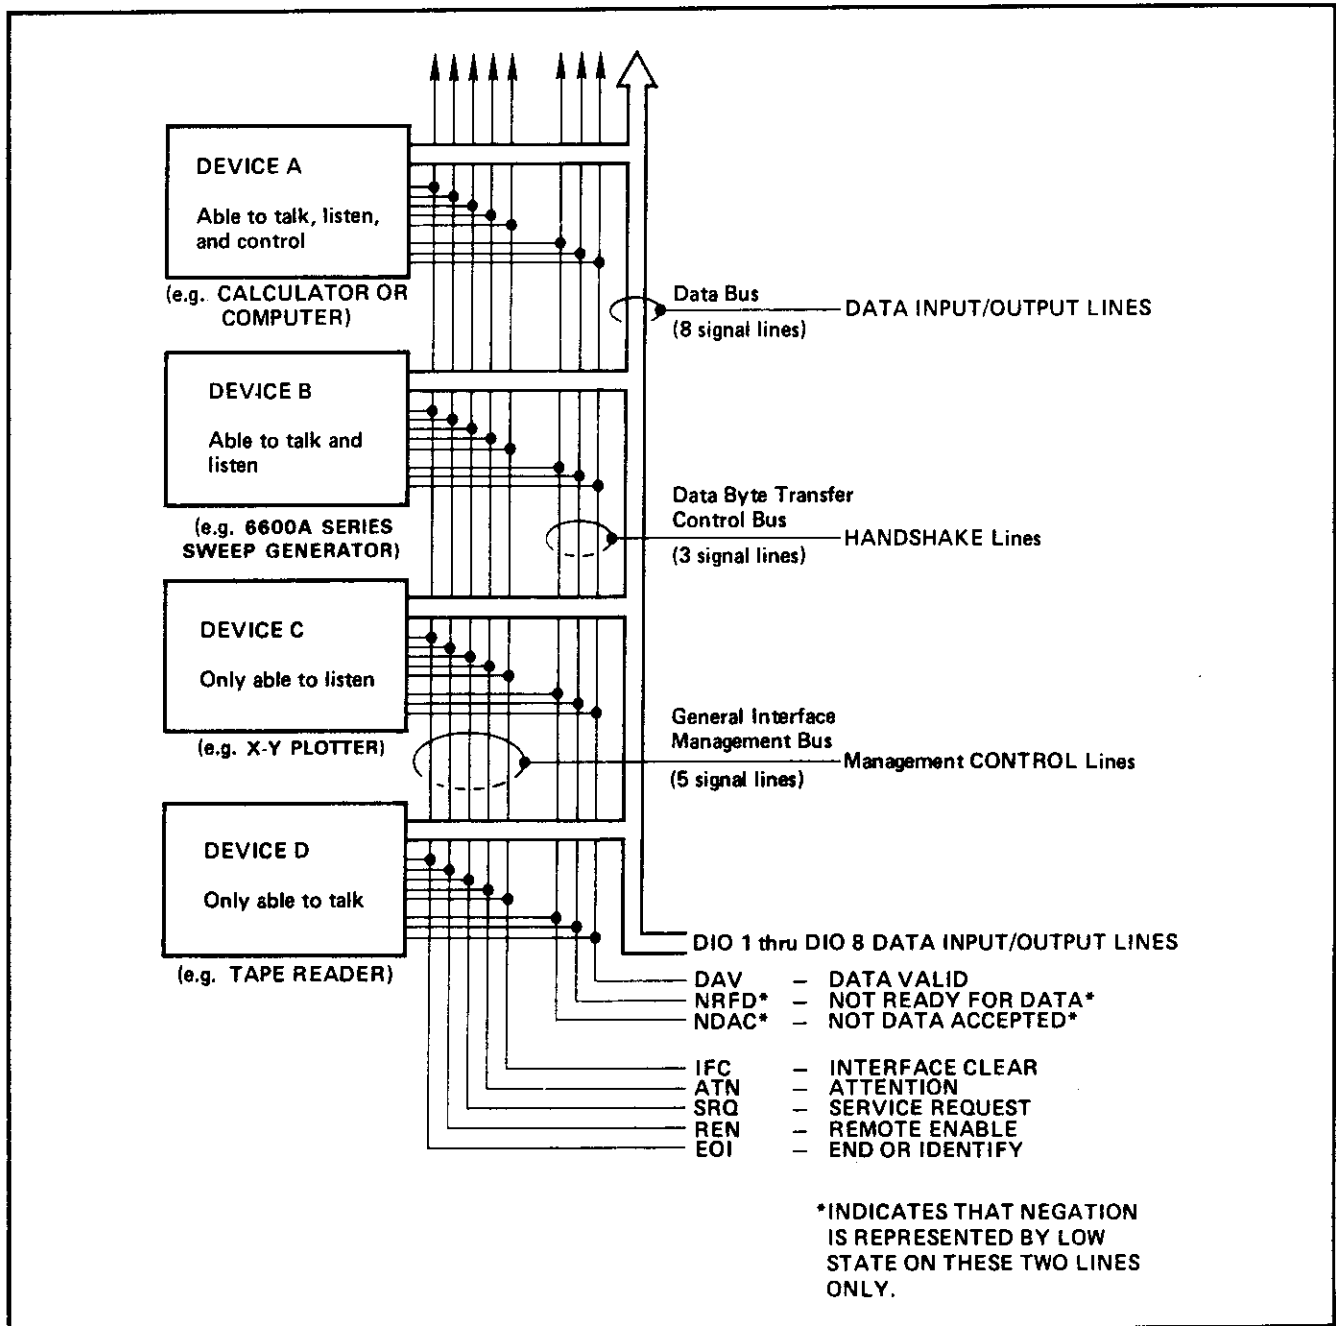 DEVICE A
Able to talk, listen,
and control
(e.g. CALCULATOR OR
COMPUTER)
Data Bus
(8 signal lines)
DATA INPUT/OUTPUT LINES
DEVICE B
Able to talk and
listen
(e.g. 6600A SERIES
SWEEP GENERATOR)
Data Byte Transfer
Control Bus
(3 signal lines)
HANDSHAKE Lines
DEVICE C
Only able to listen
(e.g. X-Y PLOTTER)
General Interface
Management Bus
(5 signal lines)
Management CONTROL Lines
DEVICE D
Only able to talk
(e.g. TAPE READER)
DIO 1 thru DIO 8 DATA INPUT/OUTPUT LINES
DAV – DATA VALID
NRFD* – NOT READY FOR DATA*
NDAC* – NOT DATA ACCEPTED*
IFC – INTERFACE CLEAR
ATN – ATTENTION
SRQ – SERVICE REQUEST
REN – REMOTE ENABLE
EOI – END OR IDENTIFY
*INDICATES THAT NEGATION
IS REPRESENTED BY LOW
STATE ON THESE TWO LINES
ONLY.